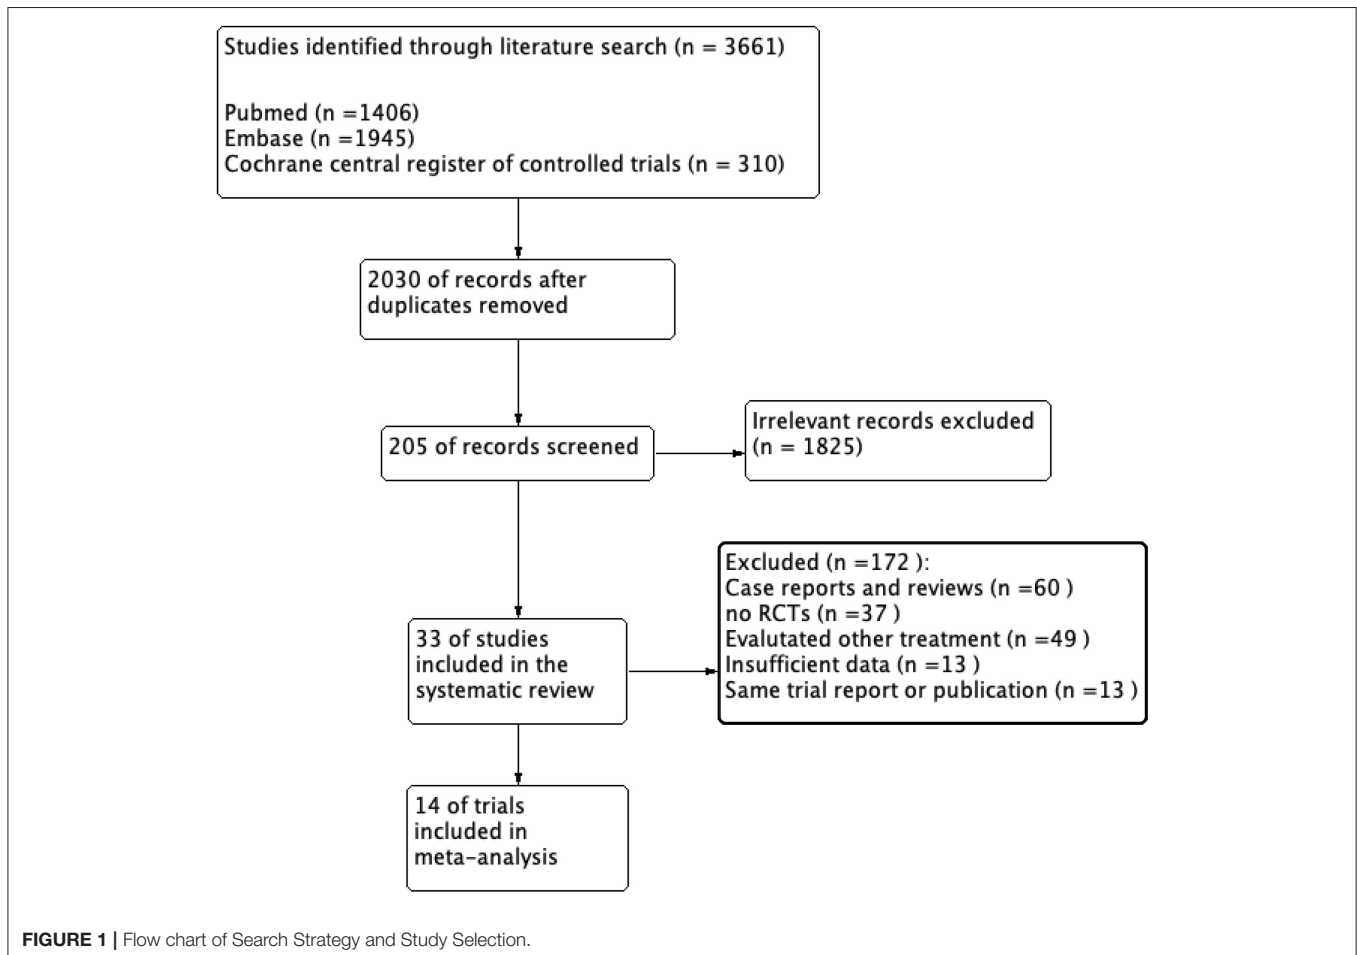 Studies identified through literature search (n = 3661)
Pubmed (n =1406)
Embase (n =1945)
Cochrane central register of controlled trials (n = 310)
2030 of records after
duplicates removed
205 of records screened
Irrelevant records excluded
(n = 1825)
Excluded (n =172 ):
Case reports and reviews (n =60 )
no RCTs (n =37 )
Evalutated other treatment (n =49 )
Insufficient data (n =13 )
Same trial report or publication (n =13 )
33 of studies
included in the
systematic review
14 of trials
included in
meta-analysis
FIGURE 1 | Flow chart of Search Strategy and Study Selection.